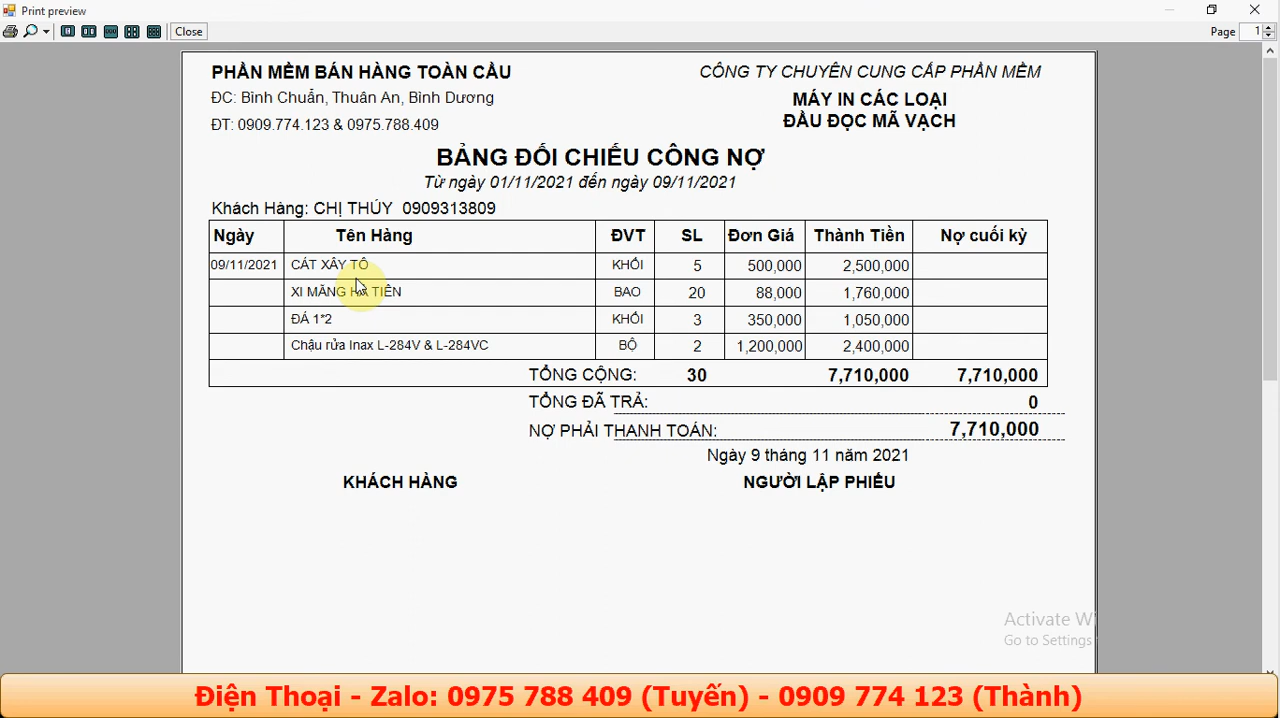 Print preview
Close
Page 1
PHẦN MỀM BÁN HÀNG TOÀN CẦU
CÔNG TY CHUYÊN CUNG CẤP PHẦN MỀM
ĐC: Bình Chuẩn, Thuân An, Bình Dương
MÁY IN CÁC LOẠI
ĐT: 0909.774.123 & 0975.788.409
ĐẦU ĐỌC MÃ VẠCH
BẢNG ĐỐI CHIẾU CÔNG NỢ
Từ ngày 01/11/2021 đến ngày 09/11/2021
Khách Hàng: CHỊ THÚY 0909313809
Ngày Tên Hàng ĐVT SL Đơn Giá Thành Tiền Nợ cuối kỳ
09/11/2021 CÁT XÂY TÔ KHỐI 5 500,000 2,500,000
XI MĂNG HÀ TIÊN BAO 20 88,000 1,760,000
ĐÁ 1*2 KHỐI 3 350,000 1,050,000
Chậu rửa Inax L-284V & L-284VC BỘ 2 1,200,000 2,400,000
TỔNG CỘNG: 30 7,710,000 7,710,000
TỔNG ĐÃ TRẢ: 0
NỢ PHẢI THANH TOÁN: 7,710,000
Ngày 9 tháng 11 năm 2021
KHÁCH HÀNG NGƯỜI LẬP PHIẾU
Activate Wi
Go to Settings
Điện Thoại - Zalo: 0975 788 409 (Tuyến) - 0909 774 123 (Thành)